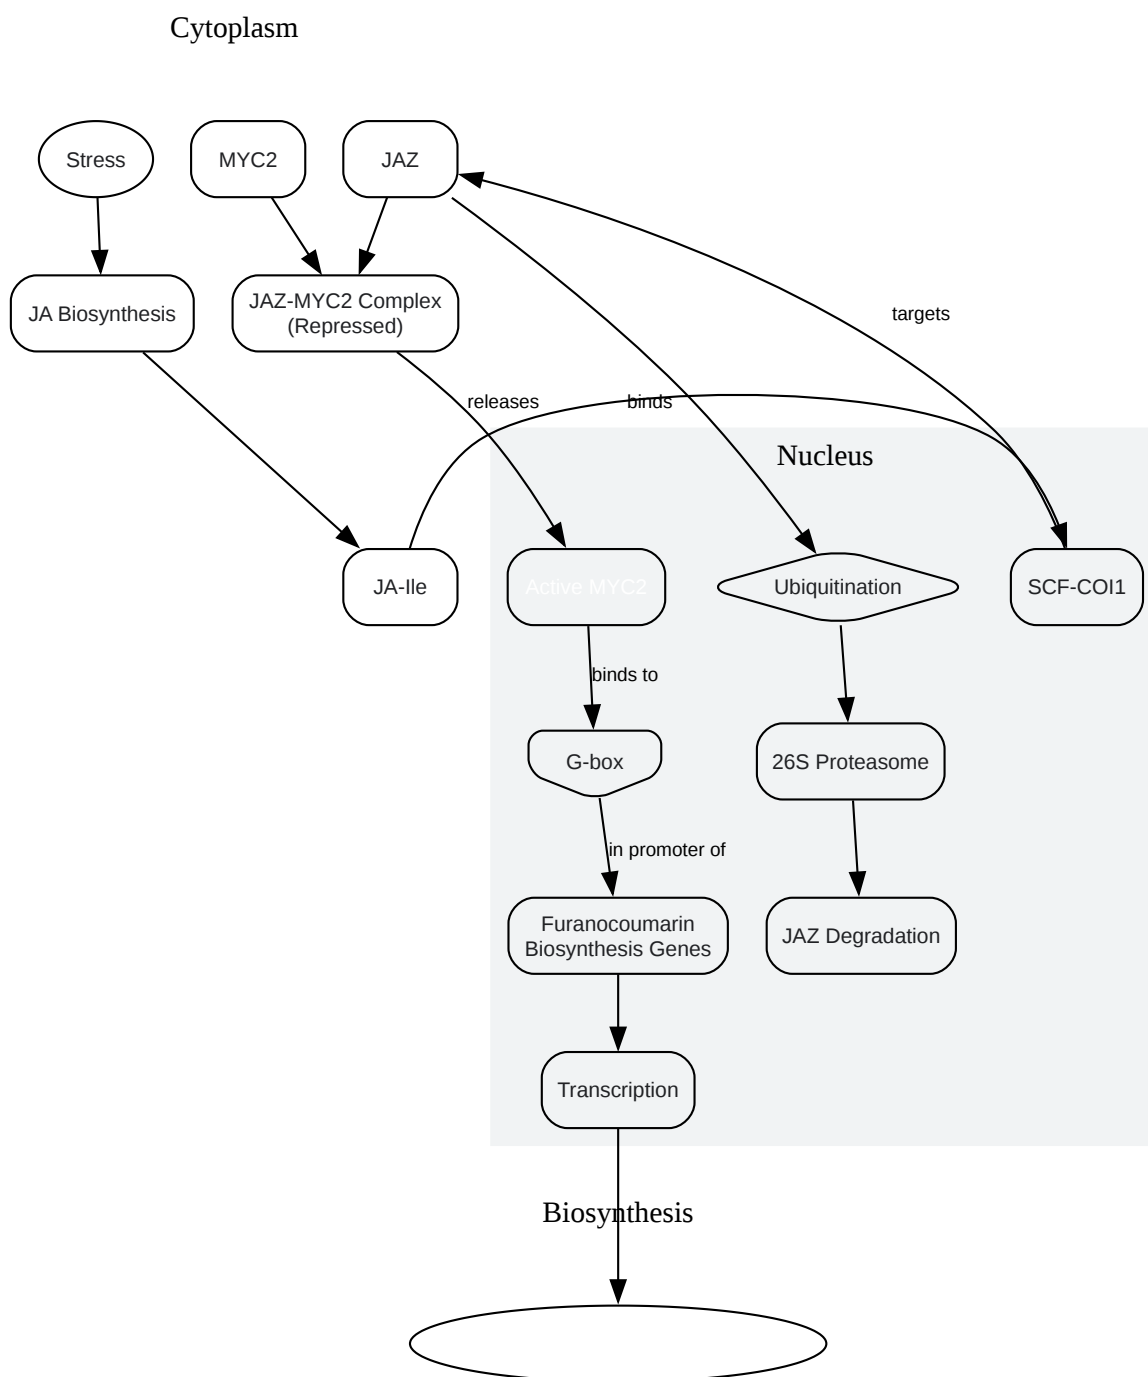 Cytoplasm
Stress
MYC2
JAZ
JA Biosynthesis
JAZ-MYC2 Complex
(Repressed)
targets
releases
binds
Nucleus
JA-Ile
Active MYC2
Ubiquitination
SCF-COI1
binds to
G-box
26S Proteasome
in promoter of
Furanocoumarin
Biosynthesis Genes
JAZ Degradation
Transcription
Biosynthesis